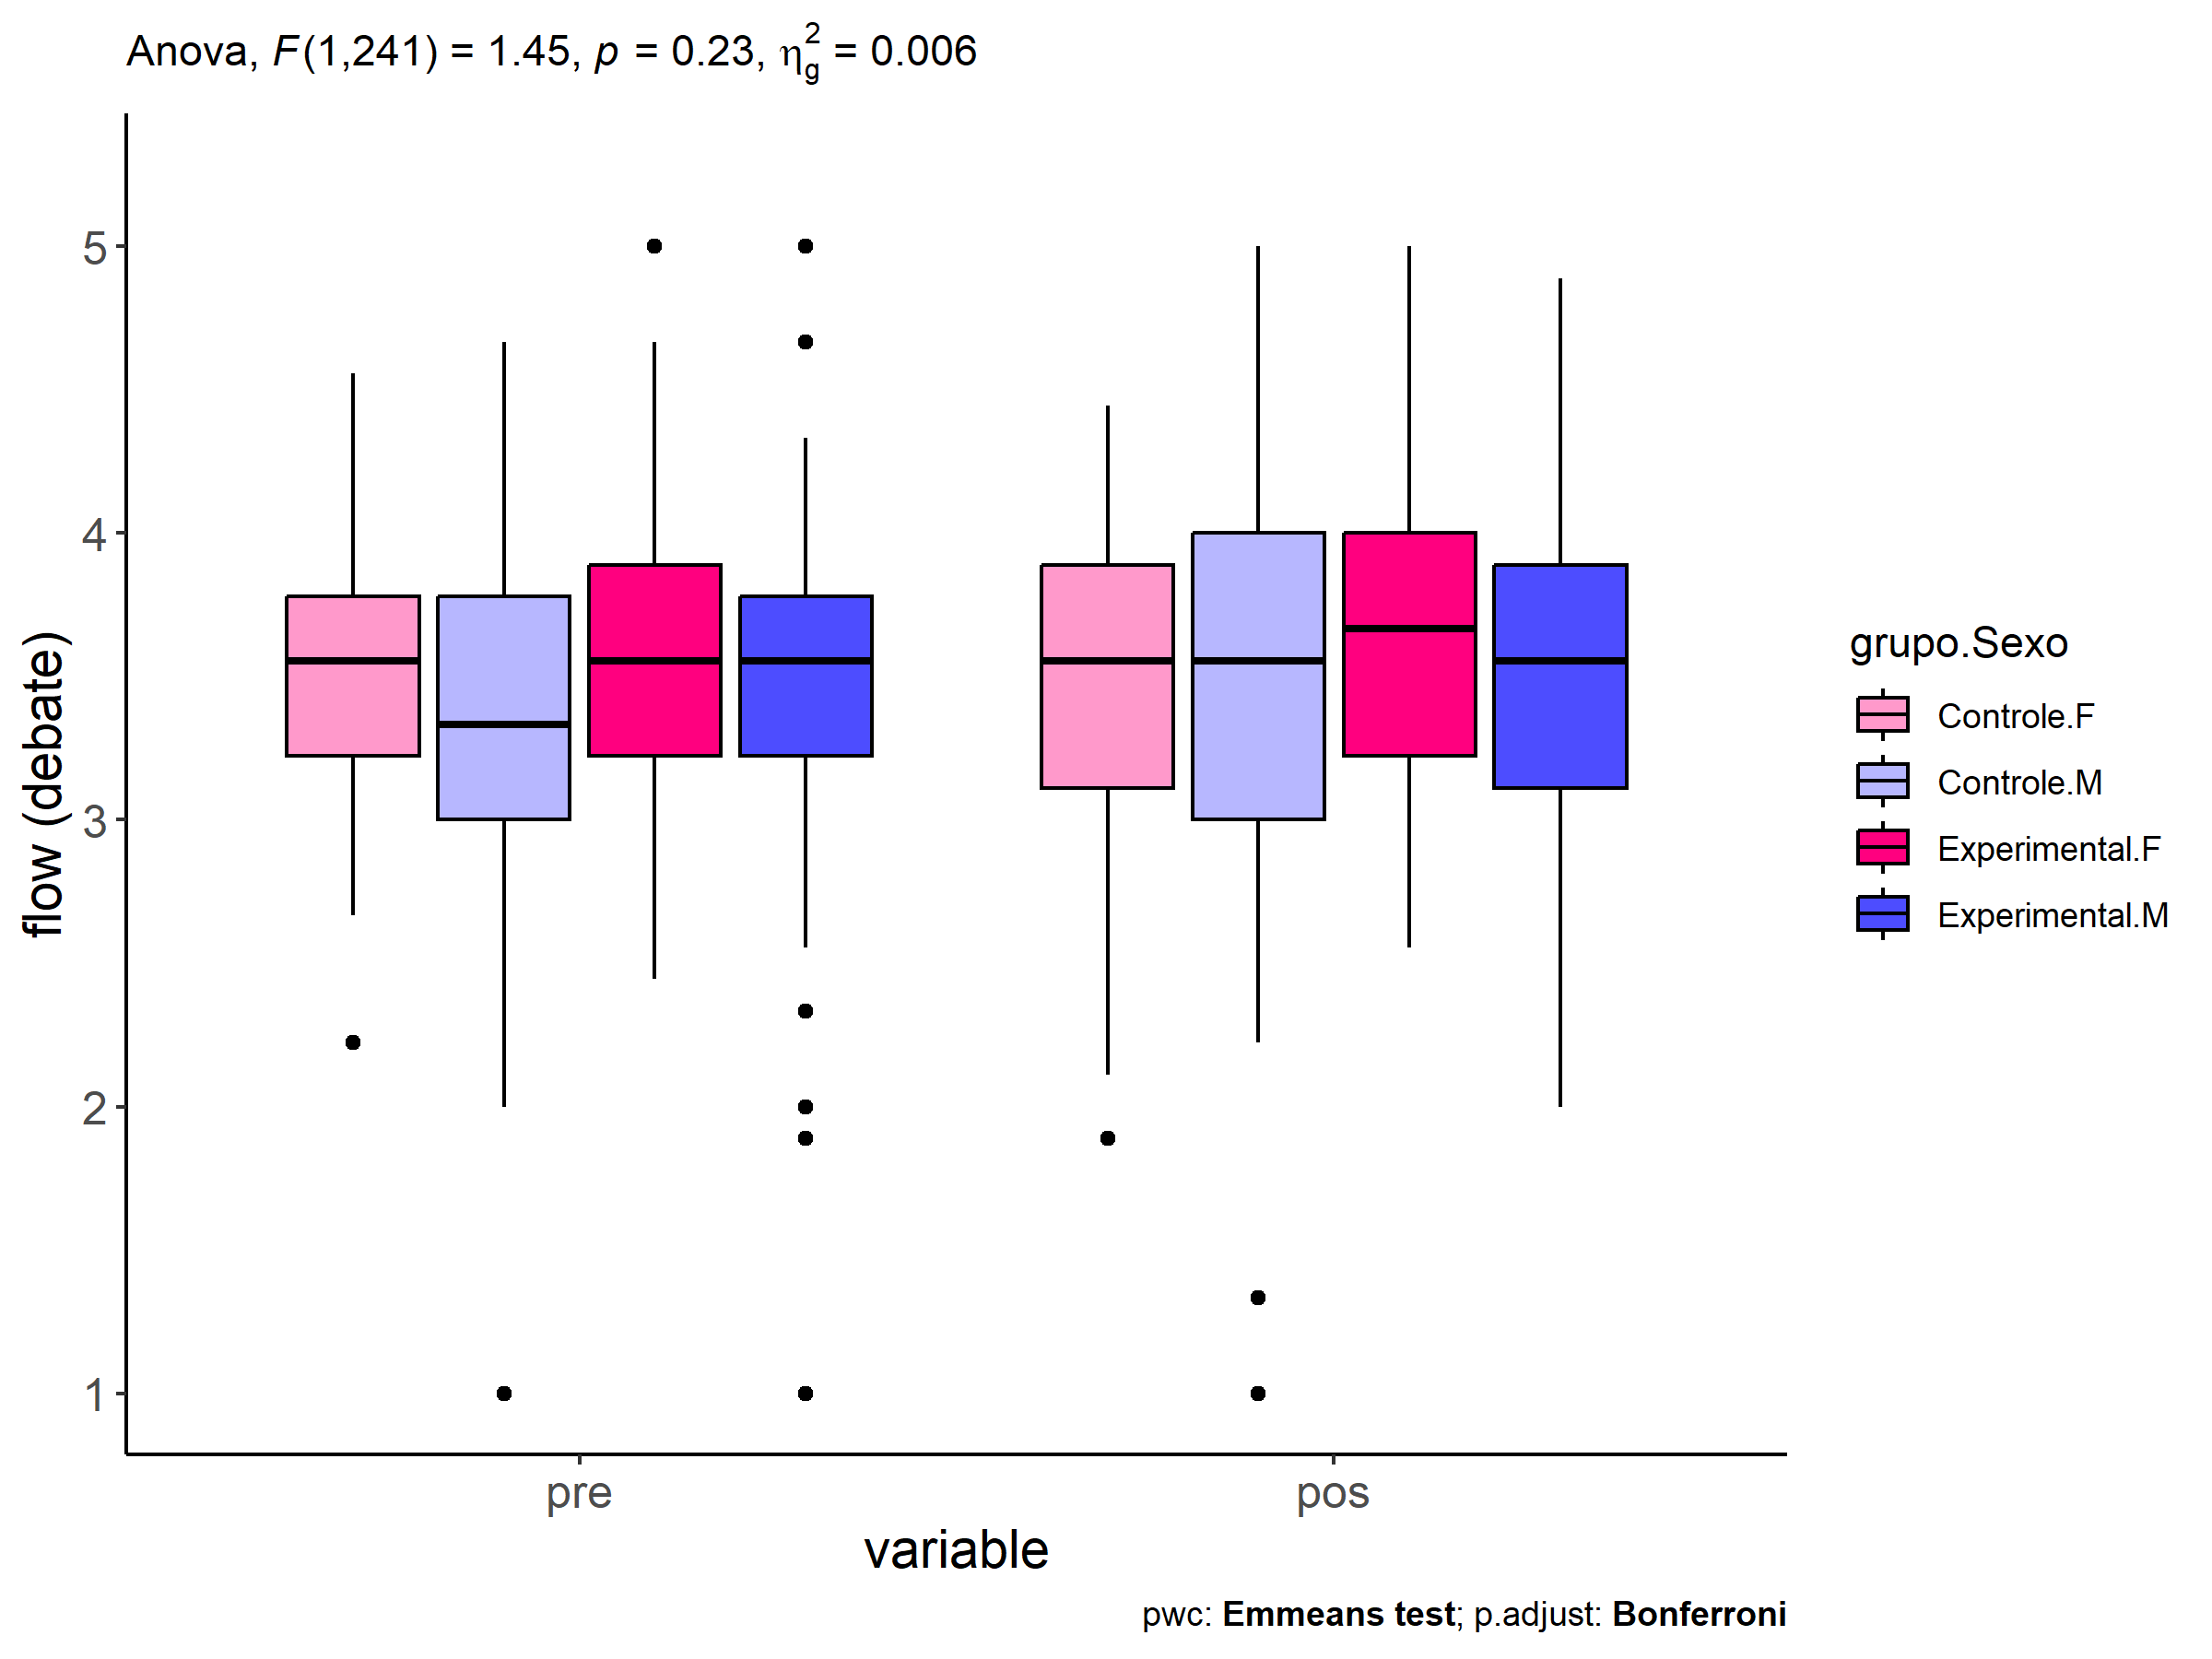 Anova, F(1,241) = 1.45, p = 0.23, η²g = 0.006
flow (debate)
5
4
3
2
1
pre
pos
variable
grupo.Sexo
Controle.F
Controle.M
Experimental.F
Experimental.M
pwc: Emmeans test; p.adjust: Bonferroni